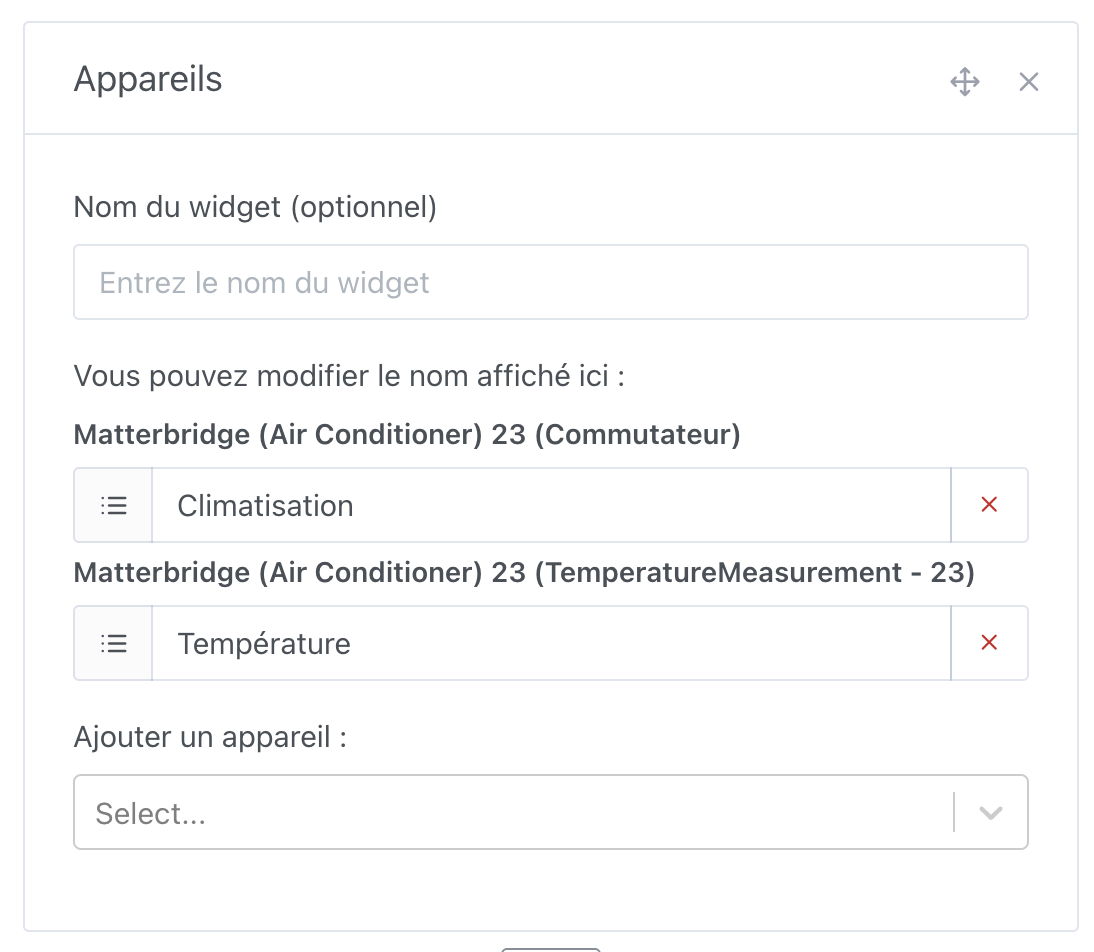 Appareils
Nom du widget (optionnel)
Entrez le nom du widget
Vous pouvez modifier le nom affiché ici :
Matterbridge (Air Conditioner) 23 (Commutateur)
Climatisation
Matterbridge (Air Conditioner) 23 (TemperatureMeasurement - 23)
Température
Ajouter un appareil :
Select...